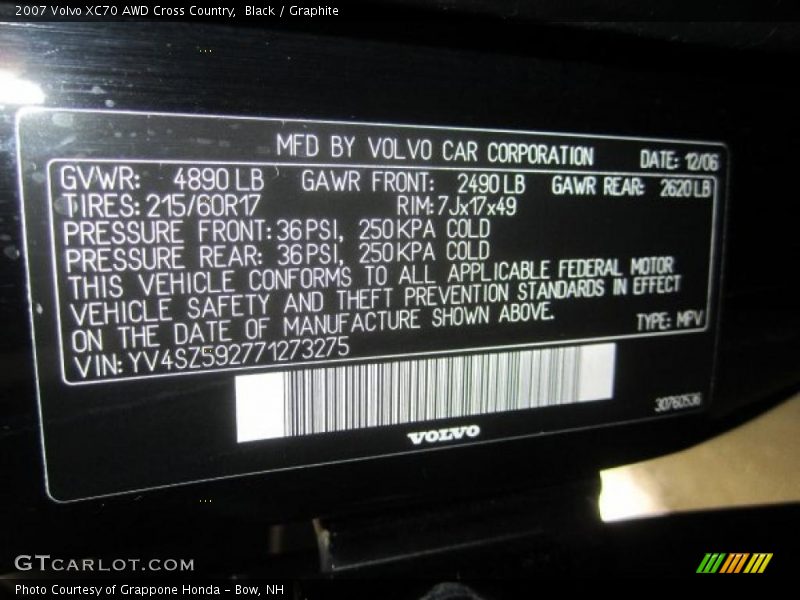 2007 Volvo XC70 AWD Cross Country, Black / Graphite
MFD BY VOLVO CAR CORPORATION DATE: 12/06
GVWR: 4890 LB GAWR FRONT: 2490 LB GAWR REAR: 2620 LB
TIRES: 215/60R17 RIM: 7Jx17x49
PRESSURE FRONT: 36 PSI, 250 KPA COLD
PRESSURE REAR: 36 PSI, 250 KPA COLD
THIS VEHICLE CONFORMS TO ALL APPLICABLE FEDERAL MOTOR
VEHICLE SAFETY AND THEFT PREVENTION STANDARDS IN EFFECT
ON THE DATE OF MANUFACTURE SHOWN ABOVE.
TYPE: MPV
VIN: YV4SZ592771273275
30760536
VOLVO
GTCARLOT.COM
Photo Courtesy of Grappone Honda - Bow, NH